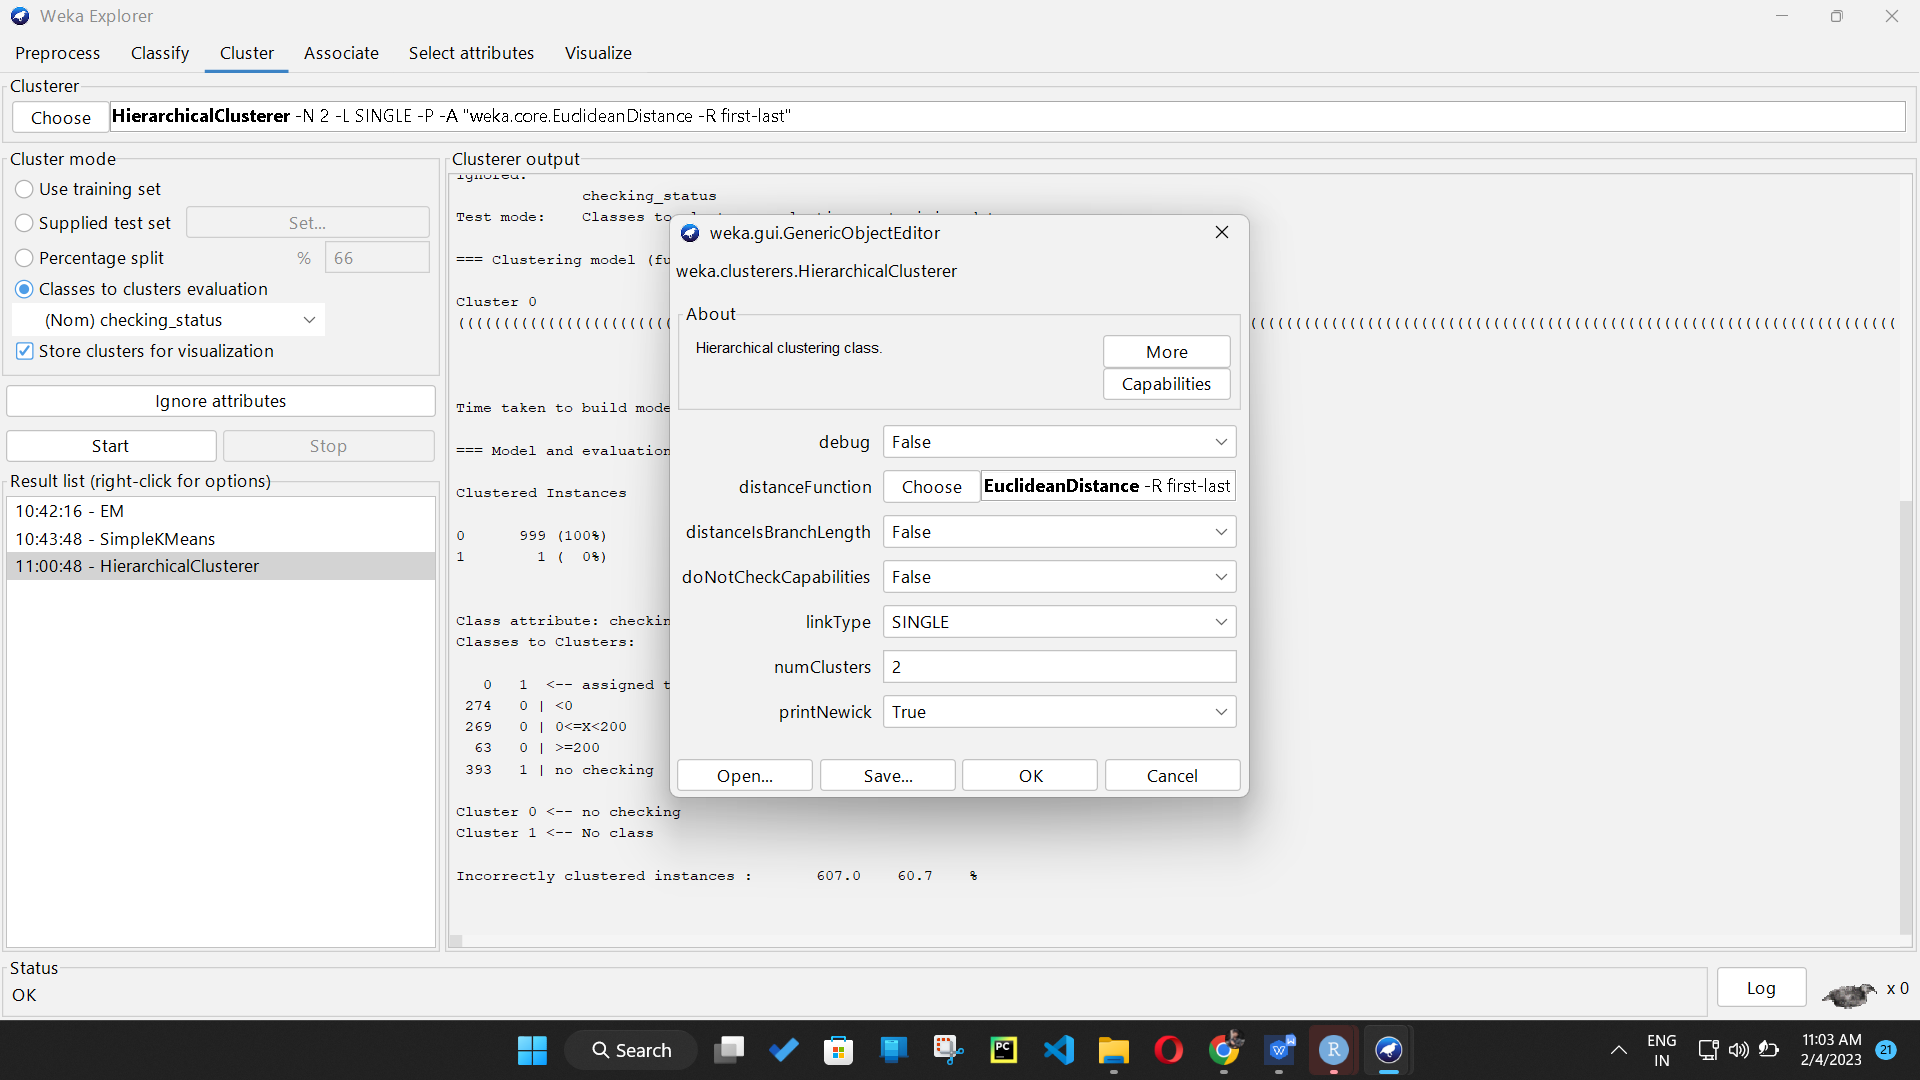 Weka Explorer
Preprocess Classify Cluster Associate Select attributes Visualize
Clusterer
Choose HierarchicalClusterer -N 2 -L SINGLE -P -A "weka.core.EuclideanDistance -R first-last"
Cluster mode
Use training set
Supplied test set Set...
Percentage split % 66
Classes to clusters evaluation
(Nom) checking_status
Store clusters for visualization
Ignore attributes
Start Stop
Result list (right-click for options)
10:42:16 - EM
10:43:48 - SimpleKMeans
11:00:48 - HierarchicalClusterer
Clusterer output
Ignored:
checking_status
Test mode: Classes to
=== Clustering model (fu
Cluster 0
Time taken to build mode
=== Model and evaluation
Clustered Instances
0 999 (100%)
1 1 ( 0%)
Class attribute: checkin
Classes to Clusters:
0 1 <-- assigned t
274 0 | <0
269 0 | 0<=X<200
63 0 | >=200
393 1 | no checking
Cluster 0 <-- no checking
Cluster 1 <-- No class
Incorrectly clustered instances : 607.0 60.7 %
weka.gui.GenericObjectEditor
weka.clusterers.HierarchicalClusterer
About
Hierarchical clustering class.
More
Capabilities
debug False
distanceFunction Choose EuclideanDistance -R first-last
distanceIsBranchLength False
doNotCheckCapabilities False
linkType SINGLE
numClusters 2
printNewick True
Open... Save... OK Cancel
Status
OK
Log x 0
Search
PC
W
R
ENG
IN
11:03 AM
2/4/2023
21